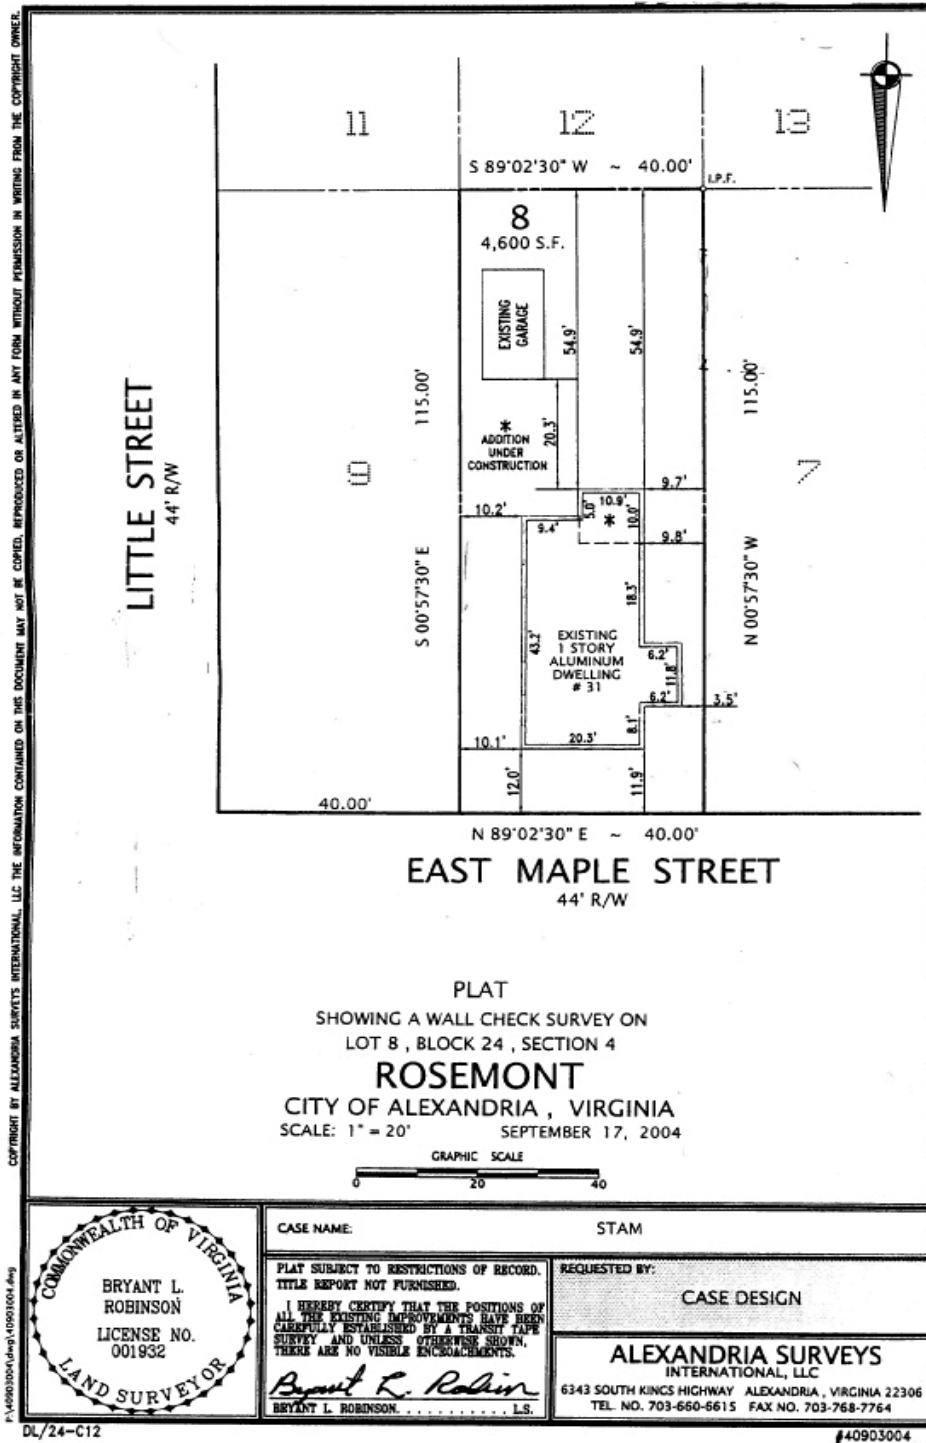 COPYRIGHT BY ALEXANDRIA SURVEYS INTERNATIONAL, LLC THE INFORMATION CONTAINED ON THIS DOCUMENT MAY NOT BE COPIED, REPRODUCED OR ALTERED IN ANY FORM WITHOUT PERMISSION IN WRITING FROM THE COPYRIGHT OWNER.
11
12
13
S 89°02'30" W ~ 40.00'
I.P.F.
8
4,600 S.F.
EXISTING
GARAGE
54.9'
54.9'
115.00'
115.00'
LITTLE STREET
44' R/W
9
7
*
ADDITION
UNDER
CONSTRUCTION
20.3'
9.7'
10.9'
10.2'
9.4'
5.0'
*
10.0'
9.8'
S 00°57'30" E
N 00°57'30" W
18.3'
43.2'
EXISTING
1 STORY
ALUMINUM
DWELLING
# 31
6.2'
11.8'
6.2'
3.5'
8.1'
20.3'
10.1'
12.0'
11.9'
40.00'
N 89°02'30" E ~ 40.00'
EAST MAPLE STREET
44' R/W
PLAT
SHOWING A WALL CHECK SURVEY ON
LOT 8 , BLOCK 24 , SECTION 4
ROSEMONT
CITY OF ALEXANDRIA , VIRGINIA
SCALE: 1" = 20' SEPTEMBER 17, 2004
GRAPHIC SCALE
0 20 40
F:\40903004\dwg\40903004.dwg
COMMONWEALTH OF VIRGINIA
BRYANT L.
ROBINSON
LICENSE NO.
001932
LAND SURVEYOR
CASE NAME: STAM
PLAT SUBJECT TO RESTRICTIONS OF RECORD.
TITLE REPORT NOT FURNISHED.
I HEREBY CERTIFY THAT THE POSITIONS OF
ALL THE EXISTING IMPROVEMENTS HAVE BEEN
CAREFULLY ESTABLISHED BY A TRANSIT TAPE
SURVEY AND UNLESS OTHERWISE SHOWN,
THERE ARE NO VISIBLE ENCROACHMENTS.
Bryant L. Robinson
BRYANT L. ROBINSON. . . . . . . . . . . L.S.
REQUESTED BY:
CASE DESIGN
ALEXANDRIA SURVEYS
INTERNATIONAL, LLC
6343 SOUTH KINGS HIGHWAY ALEXANDRIA , VIRGINIA 22306
TEL. NO. 703-660-6615 FAX NO. 703-768-7764
DL/24-C12
#40903004